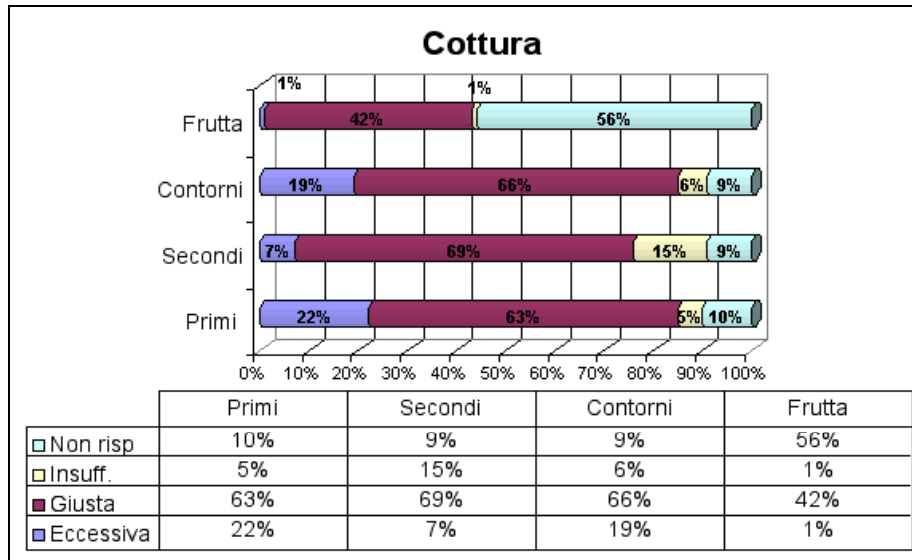 Cottura
1% 1%
Frutta 42% 56%
Contorni 19% 66% 6% 9%
Secondi 7% 69% 15% 9%
Primi 22% 63% 5% 10%
0% 10% 20% 30% 40% 50% 60% 70% 80% 90% 100%
Primi Secondi Contorni Frutta
Non risp 10% 9% 9% 56%
Insuff. 5% 15% 6% 1%
Giusta 63% 69% 66% 42%
Eccessiva 22% 7% 19% 1%